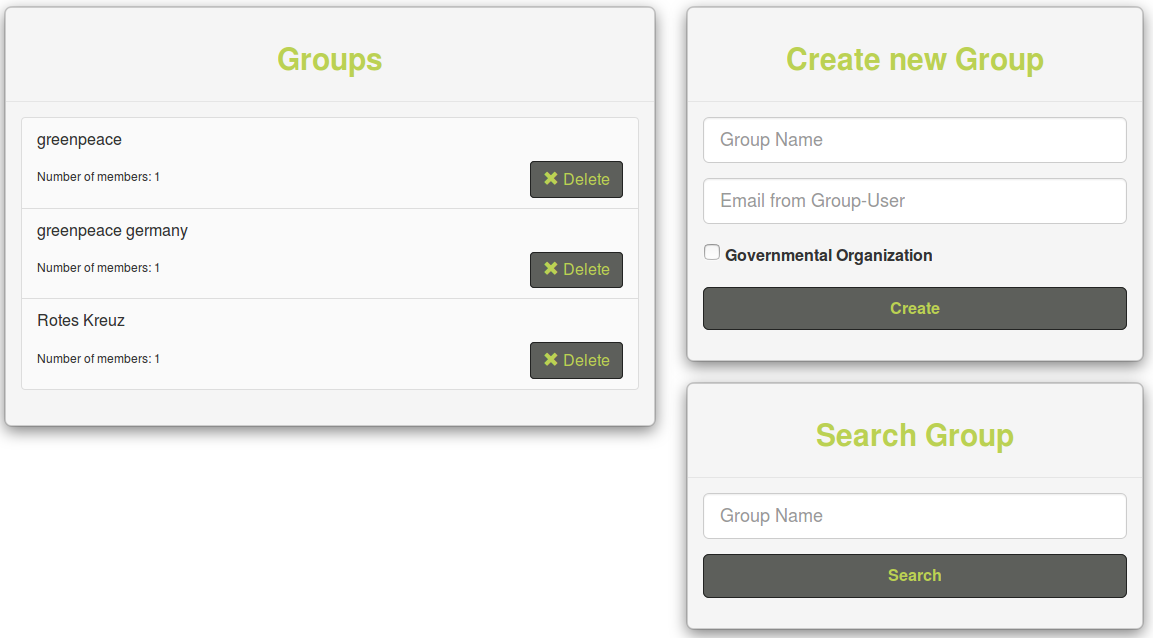 Groups
greenpeace
Number of members: 1
Delete
greenpeace germany
Number of members: 1
Delete
Rotes Kreuz
Number of members: 1
Delete
Create new Group
Group Name
Email from Group-User
Governmental Organization
Create
Search Group
Group Name
Search